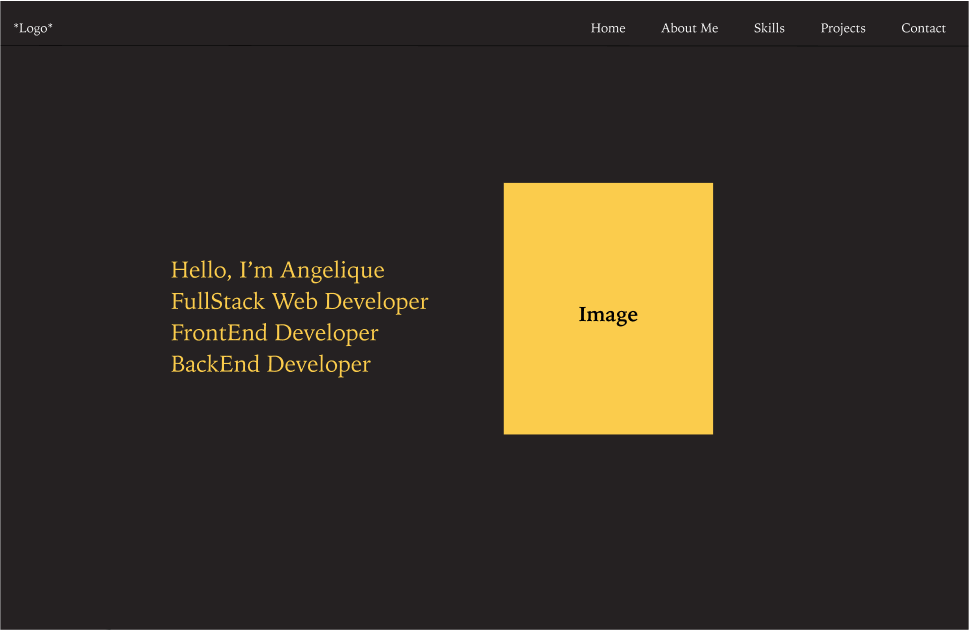 *Logo* Home About Me Skills Projects Contact
Hello, I’m Angelique
FullStack Web Developer
FrontEnd Developer
BackEnd Developer
Image